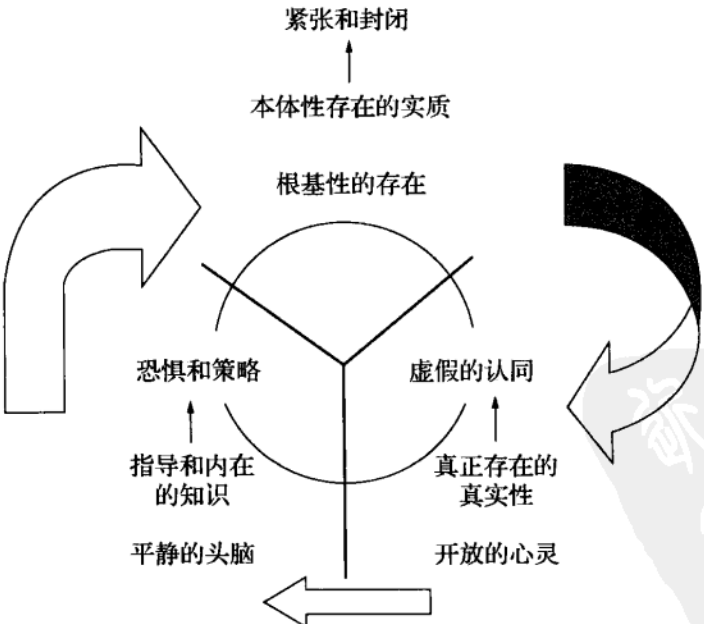 紧张和封闭
本体性存在的实质
根基性的存在
恐惧和策略
虚假的认同
指导和内在
的知识
真正存在的
真实性
平静的头脑
开放的心灵